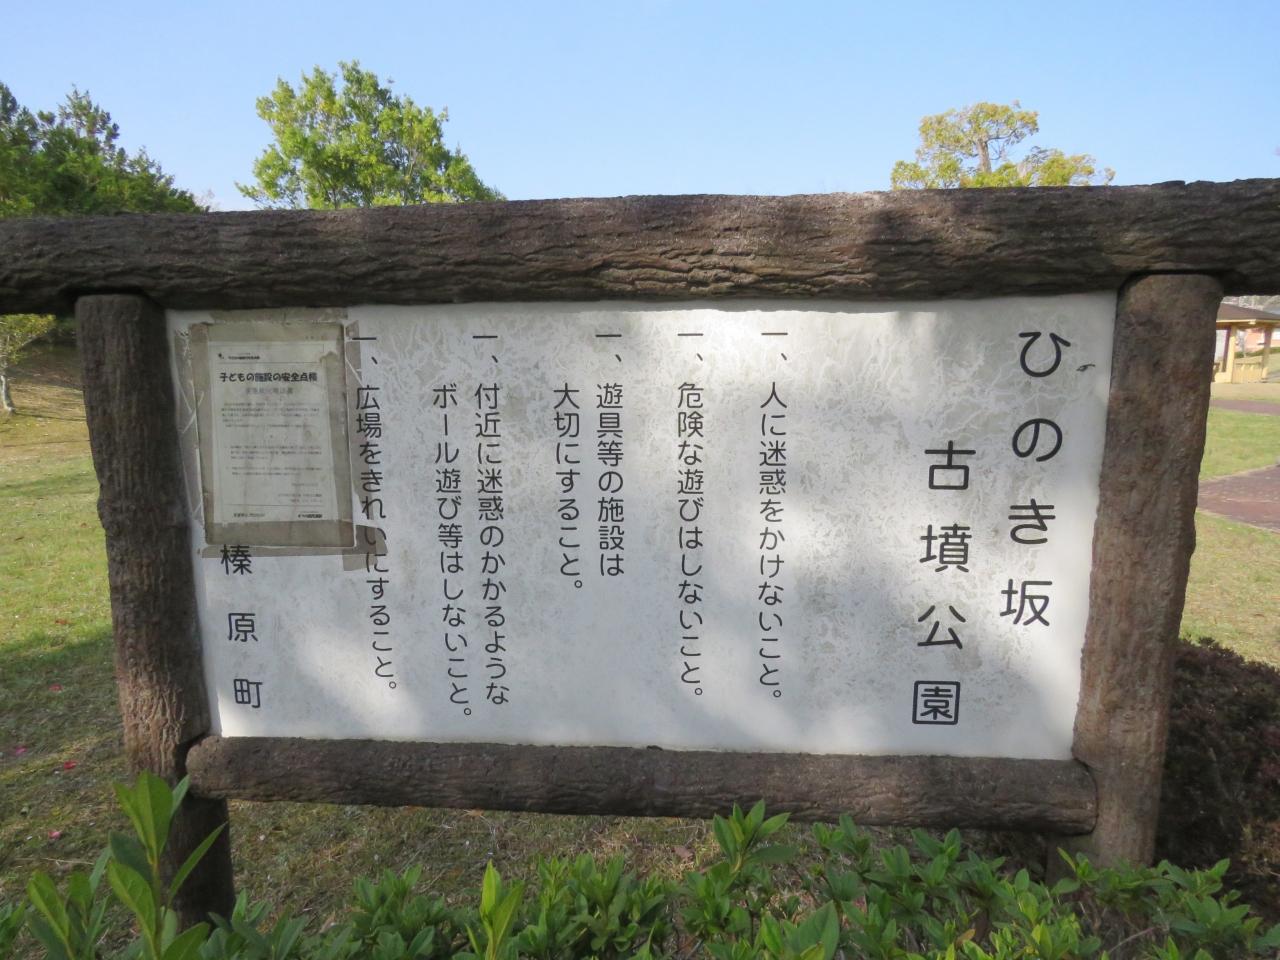 ひのき坂
古墳公園
一、人に迷惑をかけないこと。
一、危険な遊びはしないこと。
一、遊具等の施設は
大切にすること。
一、付近に迷惑のかかるような
ボール遊び等はしないこと。
一、広場をきれいにすること。
榛原町
子どもの施設の安全点検